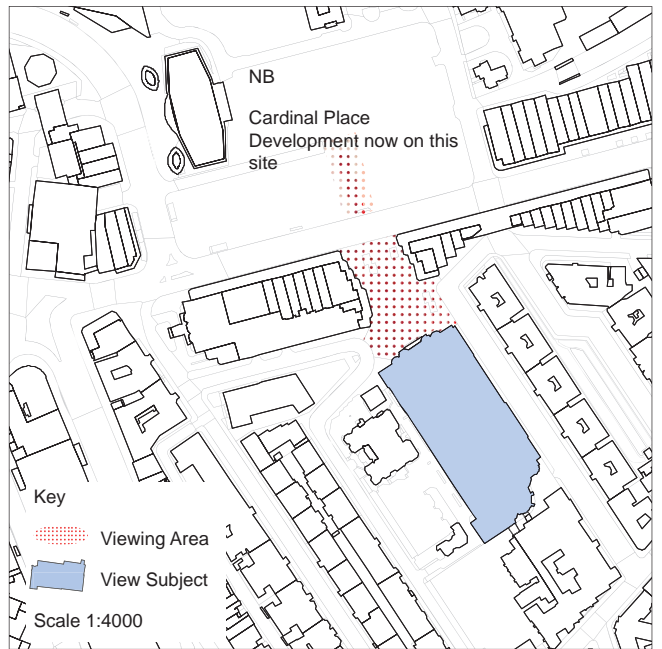 NB
Cardinal Place
Development now on this
site
Key
Viewing Area
View Subject
Scale 1:4000